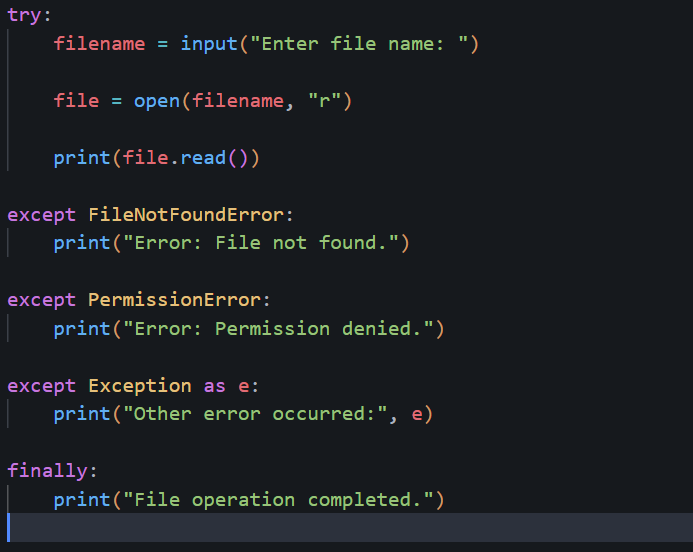 try:
    filename = input("Enter file name: ")
    file = open(filename, "r")
    print(file.read())
except FileNotFoundError:
    print("Error: File not found.")
except PermissionError:
    print("Error: Permission denied.")
except Exception as e:
    print("Other error occurred:", e)
finally:
    print("File operation completed.")